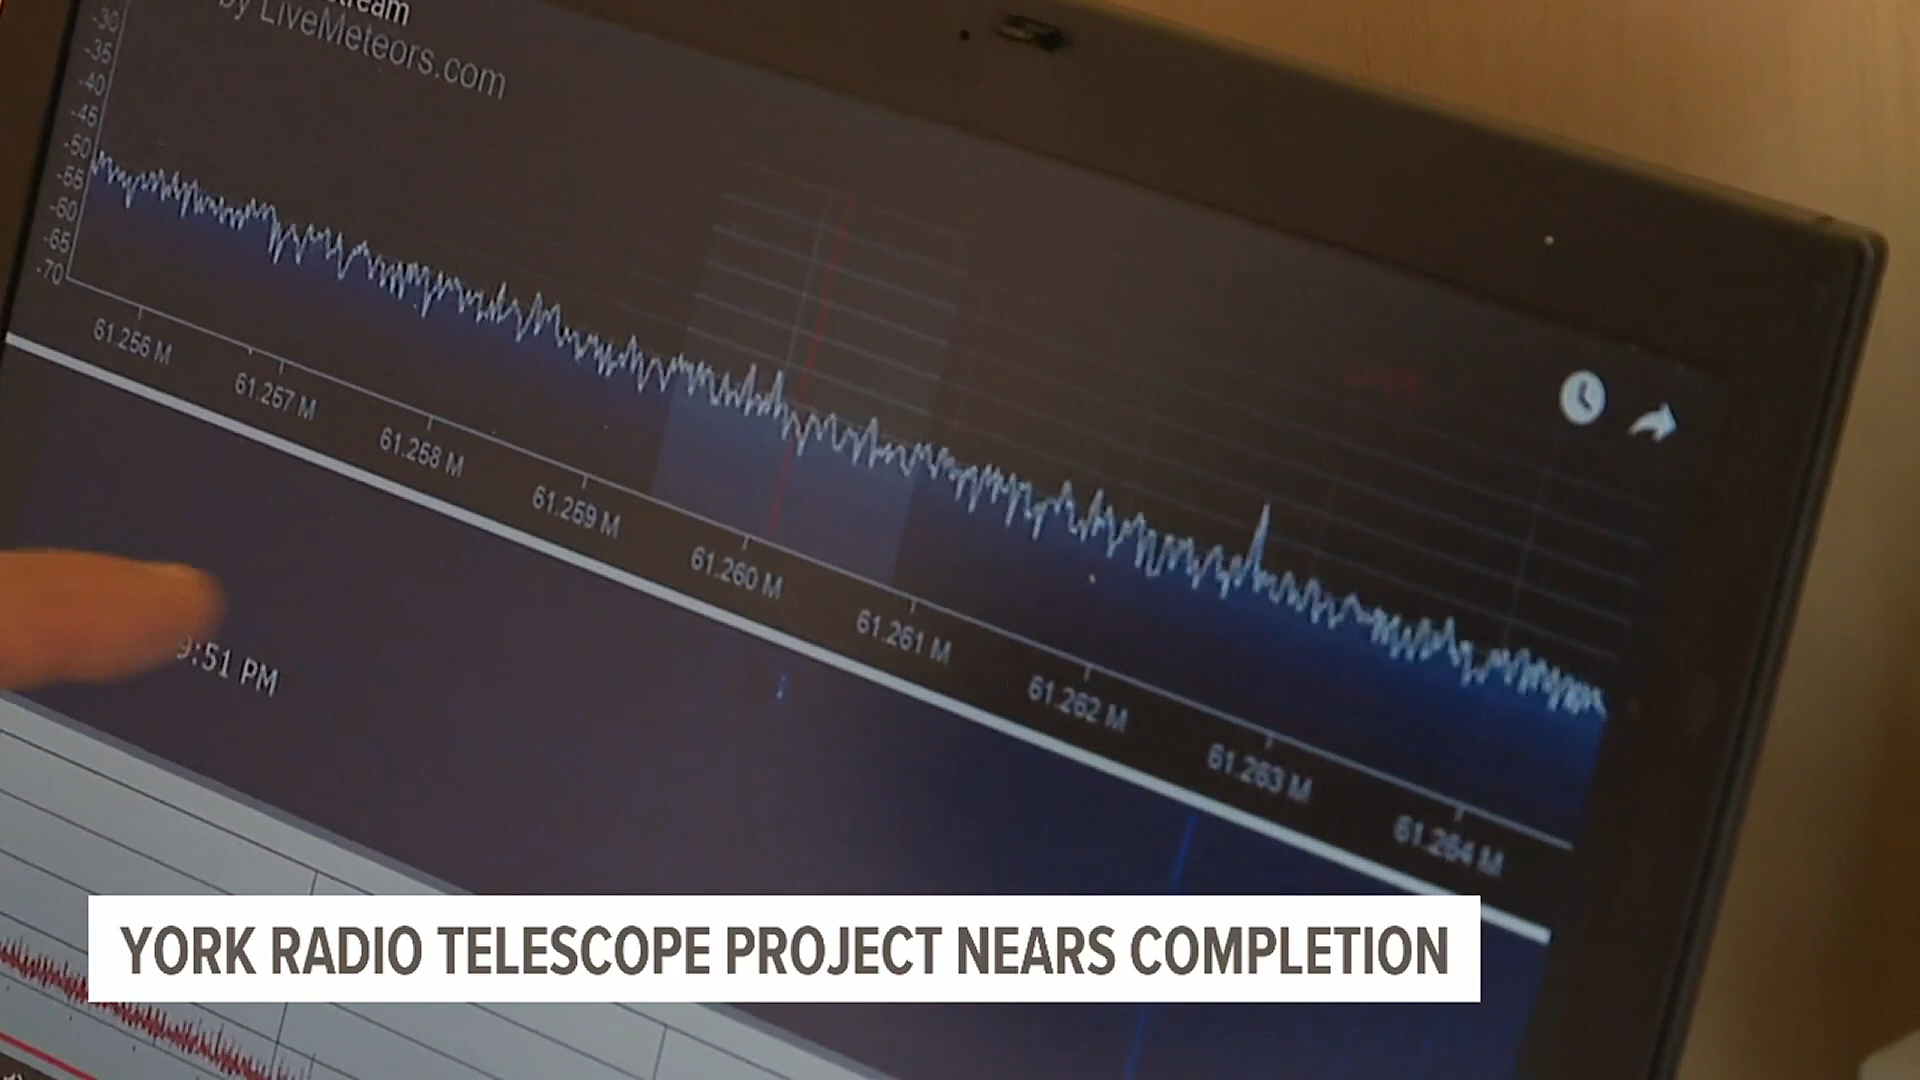 by LiveMeteors.com
-30
-35
-40
-45
-50
-55
-60
-65
-70
61.256 M
61.257 M
61.258 M
61.259 M
61.260 M
61.261 M
61.262 M
61.263 M
61.264 M
9:51 PM
YORK RADIO TELESCOPE PROJECT NEARS COMPLETION